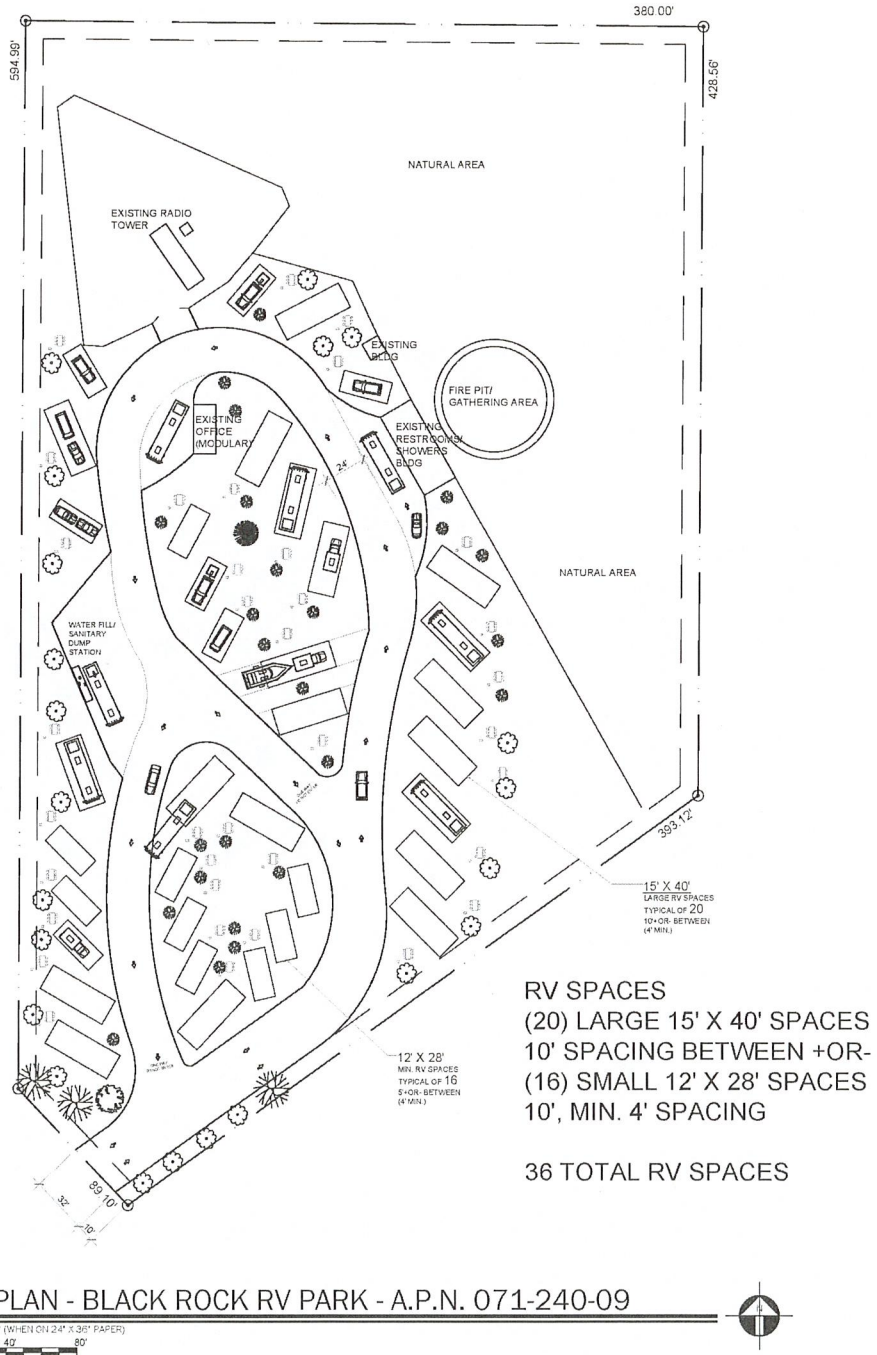 380.00'
594.99'
428.56'
NATURAL AREA
EXISTING RADIO
TOWER
EXISTING
BLDG
FIRE PIT/
GATHERING AREA
EXISTING
OFFICE
(MODULAR)
EXISTING
RESTROOMS/
SHOWERS
BLDG
24'
NATURAL AREA
WATER FILL/
SANITARY
DUMP
STATION
393.12'
15' X 40'
LARGE RV SPACES
TYPICAL OF 20
10'+OR- BETWEEN
(4' MIN.)
RV SPACES
(20) LARGE 15' X 40' SPACES
10' SPACING BETWEEN +OR-
(16) SMALL 12' X 28' SPACES
10', MIN. 4' SPACING
36 TOTAL RV SPACES
12' X 28'
MIN. RV SPACES
TYPICAL OF 16
5'+OR- BETWEEN
(4' MIN.)
89.10'
32'
10'
PLAN - BLACK ROCK RV PARK - A.P.N. 071-240-09
(WHEN ON 24" X 36" PAPER)
40' 80'
N